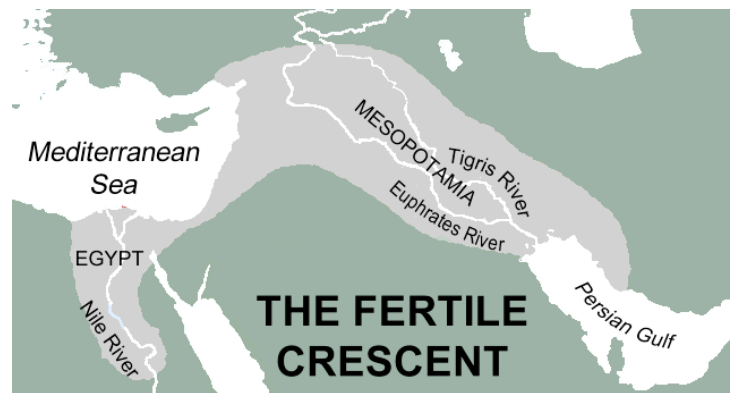 Mediterranean
Sea
MESOPOTAMIA
Tigris River
Euphrates River
EGYPT
Nile River
Persian Gulf
THE FERTILE
CRESCENT